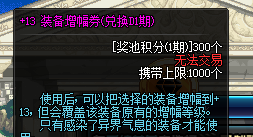 +13 装备增幅券(兑换D1期)
[桨池积分(1期)]300个
无法交易
携带上限1000个
使用后,可以把选择的装备增幅到+
13,但会覆盖该装备原有的增幅等级。
只有感染了异界气息的装备才能使